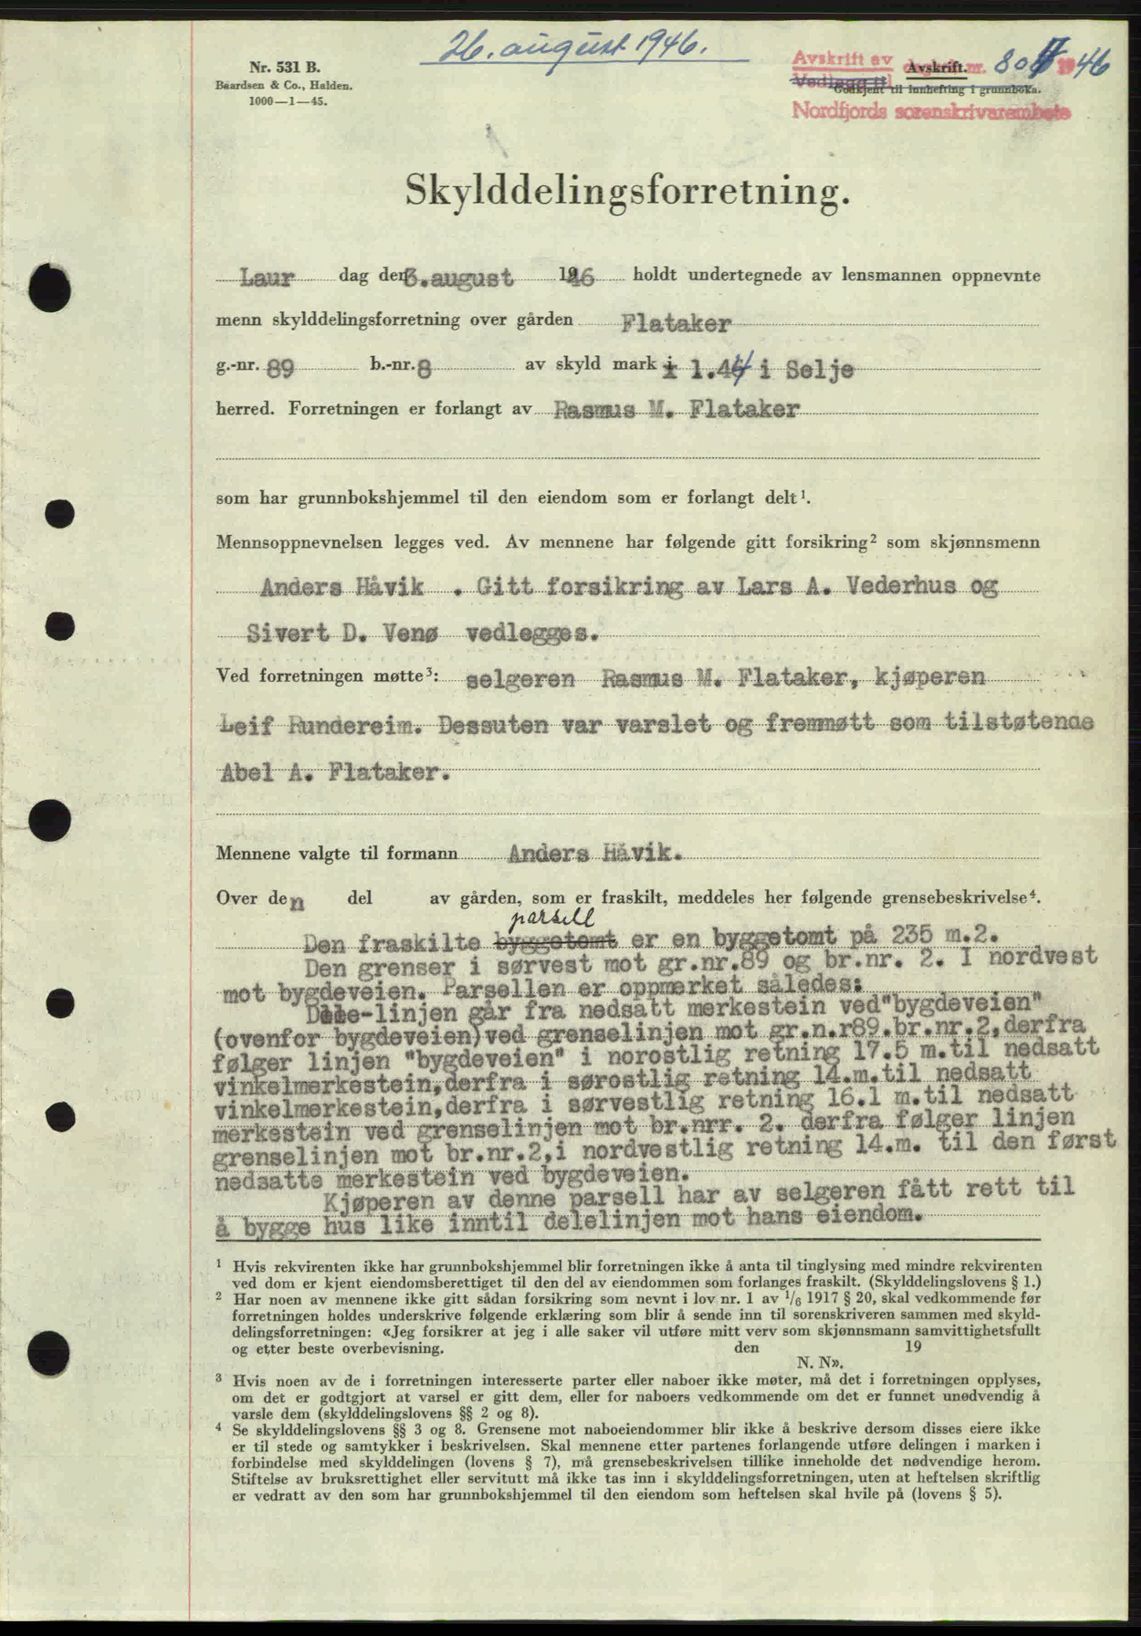 26. august 1946.
Nr. 531 B.
Baardsen & Co., Halden.
1000—1—45.
Avskrift av dagbok nr. 807 1946
Vedlegg til
Avskrift.
Godkjent til innhefting i grunnboka.
Nordfjords sorenskrivarembete
Skylddelingsforretning.
Laur dag den 3.august 1946 holdt undertegnede av lensmannen oppnevnte
menn skylddelingsforretning over gården Flataker
g.-nr. 89 b.-nr. 8 av skyld mark 1.44 i Selje
herred. Forretningen er forlangt av Rasmus M. Flataker
som har grunnbokshjemmel til den eiendom som er forlangt delt¹.
Mennsoppnevnelsen legges ved. Av mennene har følgende gitt forsikring² som skjønnsmenn
Anders Håvik . Gitt forsikring av Lars A. Vederhus og
Sivert D. Venø vedlegges.
Ved forretningen møtte³: selgeren Rasmus M. Flataker, kjøperen
Leif Rundereim. Dessuten var varslet og fremmøtt som tilstøtende
Abel A. Flataker.
Mennene valgte til formann Anders Håvik.
Over den del av gården, som er fraskilt, meddeles her følgende grensebeskrivelse⁴.
parsell
Den fraskilte byggetomt er en byggetomt på 235 m.2.
Den grenser i sørvest mot gr.nr.89 og br.nr. 2. I nordvest
mot bygdeveien. Parsellen er oppmerket således:
Dele-linjen går fra nedsatt merkestein ved"bygdeveien"
(ovenfor bygdeveien)ved grenselinjen mot gr.n.r89.br.nr.2,derfra
følger linjen "bygdeveien" i norostlig retning 17.5 m.til nedsatt
vinkelmerkestein,derfra i sørostlig retning 14.m.til nedsatt
vinkelmerkestein,derfra i sørvestlig retning 16.1 m.til nedsatt
merkestein ved grenselinjen mot br.nrr. 2. derfra følger linjen
grenselinjen mot br.nr.2,i nordvestlig retning 14.m. til den først
nedsatte merkestein ved bygdeveien.
Kjøperen av denne parsell har av selgeren fått rett til
å bygge hus like inntil delelinjen mot hans eiendom.
¹ Hvis rekvirenten ikke har grunnbokshjemmel blir forretningen ikke å anta til tinglysing med mindre rekvirenten
ved dom er kjent eiendomsberettiget til den del av eiendommen som forlanges fraskilt. (Skylddelingslovens § 1.)
² Har noen av mennene ikke gitt sådan forsikring som nevnt i lov nr. 1 av 1/6 1917 § 20, skal vedkommende før
forretningen holdes underskrive følgende erklæring som blir å sende inn til sorenskriveren sammen med skyld-
delingsforretningen: «Jeg forsikrer at jeg i alle saker vil utføre mitt verv som skjønnsmann samvittighetsfullt
og etter beste overbevisning. den 19
N. N».
³ Hvis noen av de i forretningen interesserte parter eller naboer ikke møter, må det i forretningen opplyses,
om det er godtgjort at varsel er gitt dem, eller for naboers vedkommende om det er funnet unødvendig å
varsle dem (skylddelingslovens §§ 2 og 8).
⁴ Se skylddelingslovens §§ 3 og 8. Grensene mot naboeiendommer blir ikke å beskrive dersom disses eiere ikke
er til stede og samtykker i beskrivelsen. Skal mennene etter partenes forlangende utføre delingen i marken i
forbindelse med skylddelingen (lovens § 7), må grensebeskrivelsen tillike inneholde det nødvendige herom.
Stiftelse av bruksrettighet eller servitutt må ikke tas inn i skylddelingsforretningen, uten at heftelsen skriftlig
er vedratt av den som har grunnbokshjemmel til den eiendom som heftelsen skal hvile på (lovens § 5).